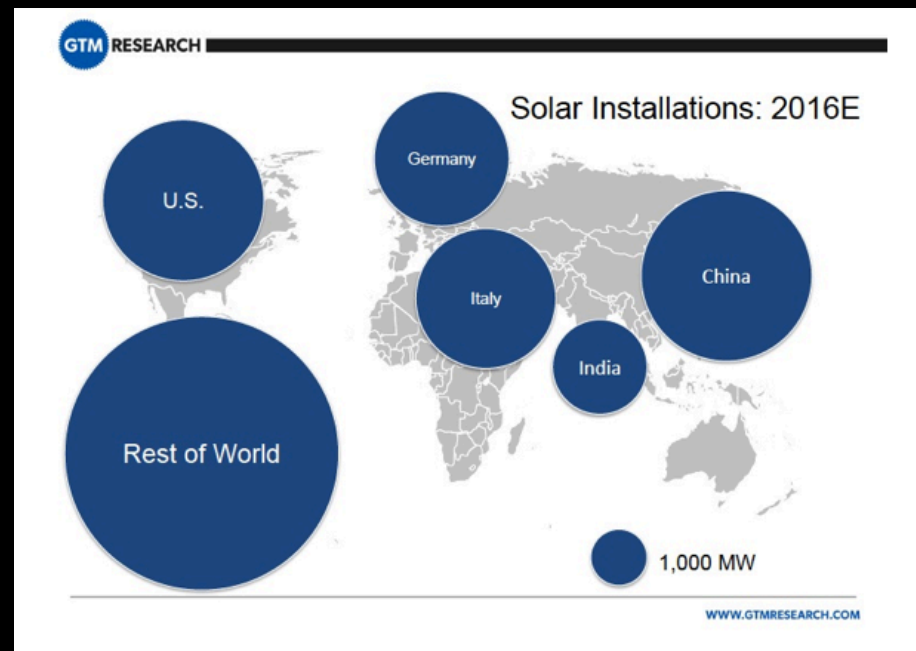 GTM RESEARCH
Solar Installations: 2016E
Germany
U.S.
China
Italy
India
Rest of World
1,000 MW
WWW.GTMRESEARCH.COM